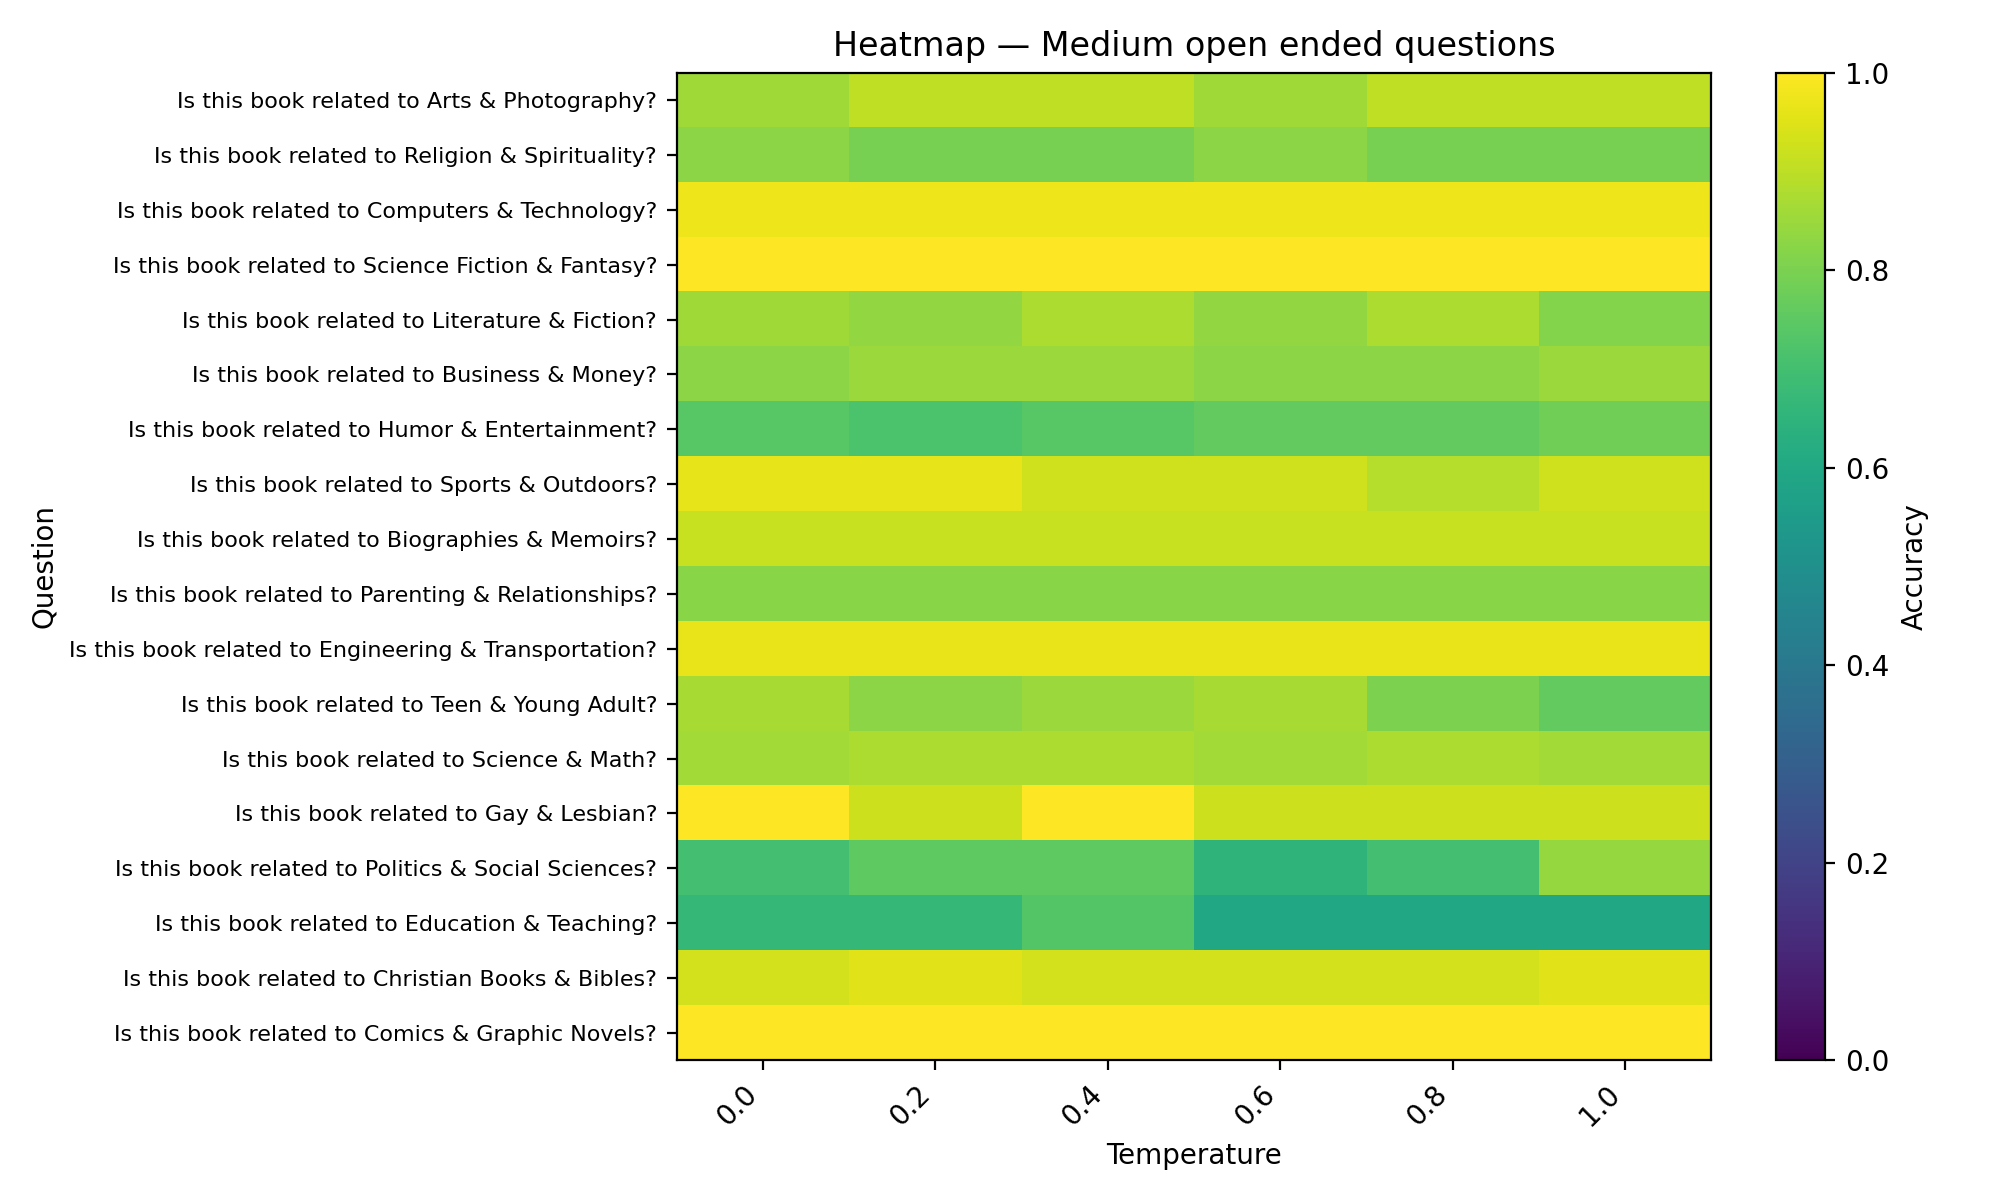 Heatmap — Medium open ended questions
Is this book related to Arts & Photography?
Is this book related to Religion & Spirituality?
Is this book related to Computers & Technology?
Is this book related to Science Fiction & Fantasy?
Is this book related to Literature & Fiction?
Is this book related to Business & Money?
Is this book related to Humor & Entertainment?
Is this book related to Sports & Outdoors?
Is this book related to Biographies & Memoirs?
Is this book related to Parenting & Relationships?
Is this book related to Engineering & Transportation?
Is this book related to Teen & Young Adult?
Is this book related to Science & Math?
Is this book related to Gay & Lesbian?
Is this book related to Politics & Social Sciences?
Is this book related to Education & Teaching?
Is this book related to Christian Books & Bibles?
Is this book related to Comics & Graphic Novels?
Question
0.0 0.2 0.4 0.6 0.8 1.0
Temperature
1.0
0.8
0.6
0.4
0.2
0.0
Accuracy